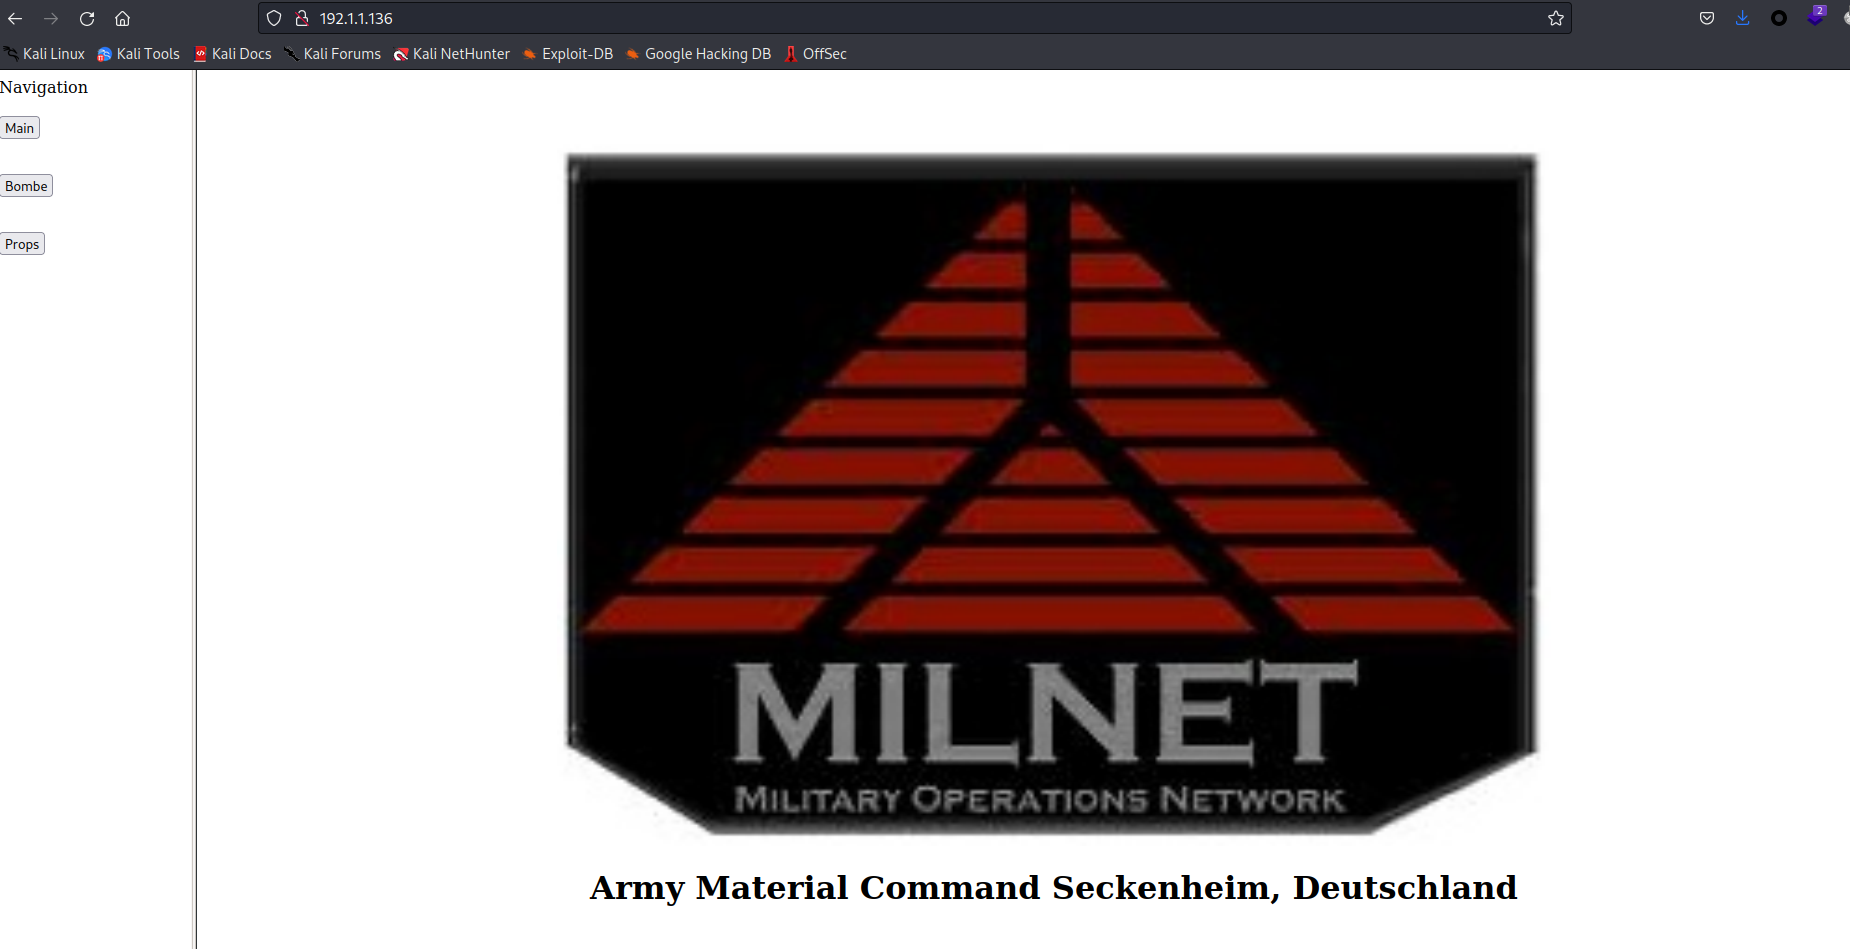 192.1.1.136
2
Kali Linux Kali Tools Kali Docs Kali Forums Kali NetHunter Exploit-DB Google Hacking DB OffSec
Navigation
Main
Bombe
Props
MILNET
MILITARY OPERATIONS NETWORK
Army Material Command Seckenheim, Deutschland